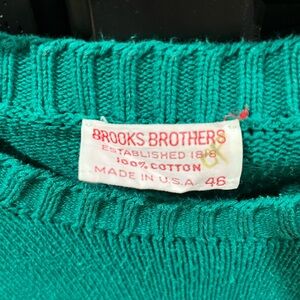 BROOKS BROTHERS
ESTABLISHED 1818
100% COTTON
MADE IN U.S.A. 46